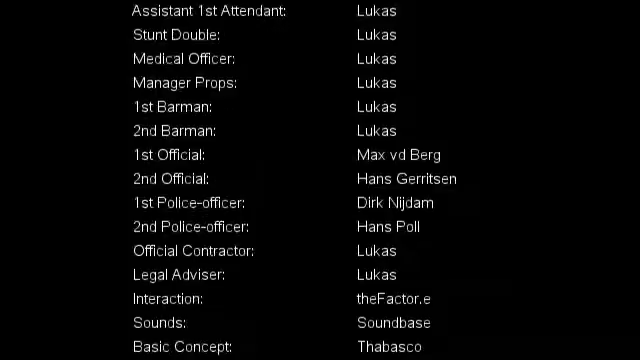 Assistant 1st Attendant: Lukas
Stunt Double: Lukas
Medical Officer: Lukas
Manager Props: Lukas
1st Barman: Lukas
2nd Barman: Lukas
1st Official: Max vd Berg
2nd Official: Hans Gerritsen
1st Police-officer: Dirk Nijdam
2nd Police-officer: Hans Poll
Official Contractor: Lukas
Legal Adviser: Lukas
Interaction: theFactor.e
Sounds: Soundbase
Basic Concept: Thabasco